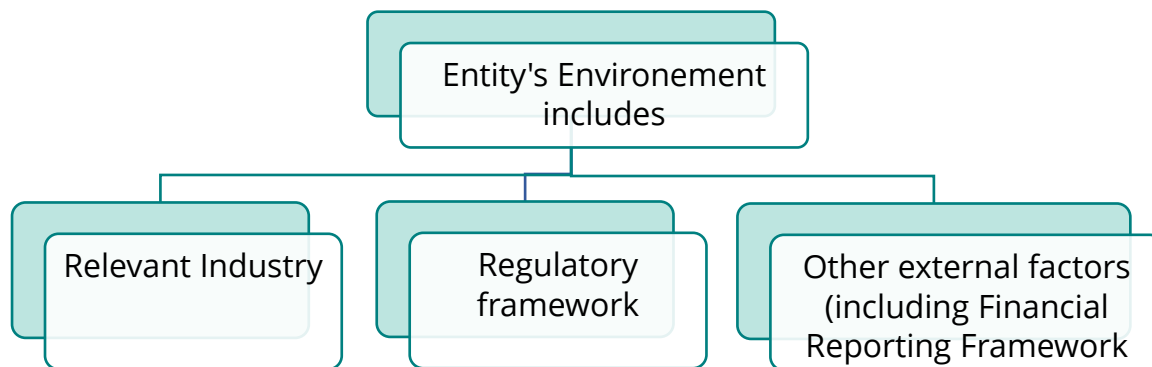 Entity's Environement
includes
Relevant Industry
Regulatory
framework
Other external factors
(including Financial
Reporting Framework